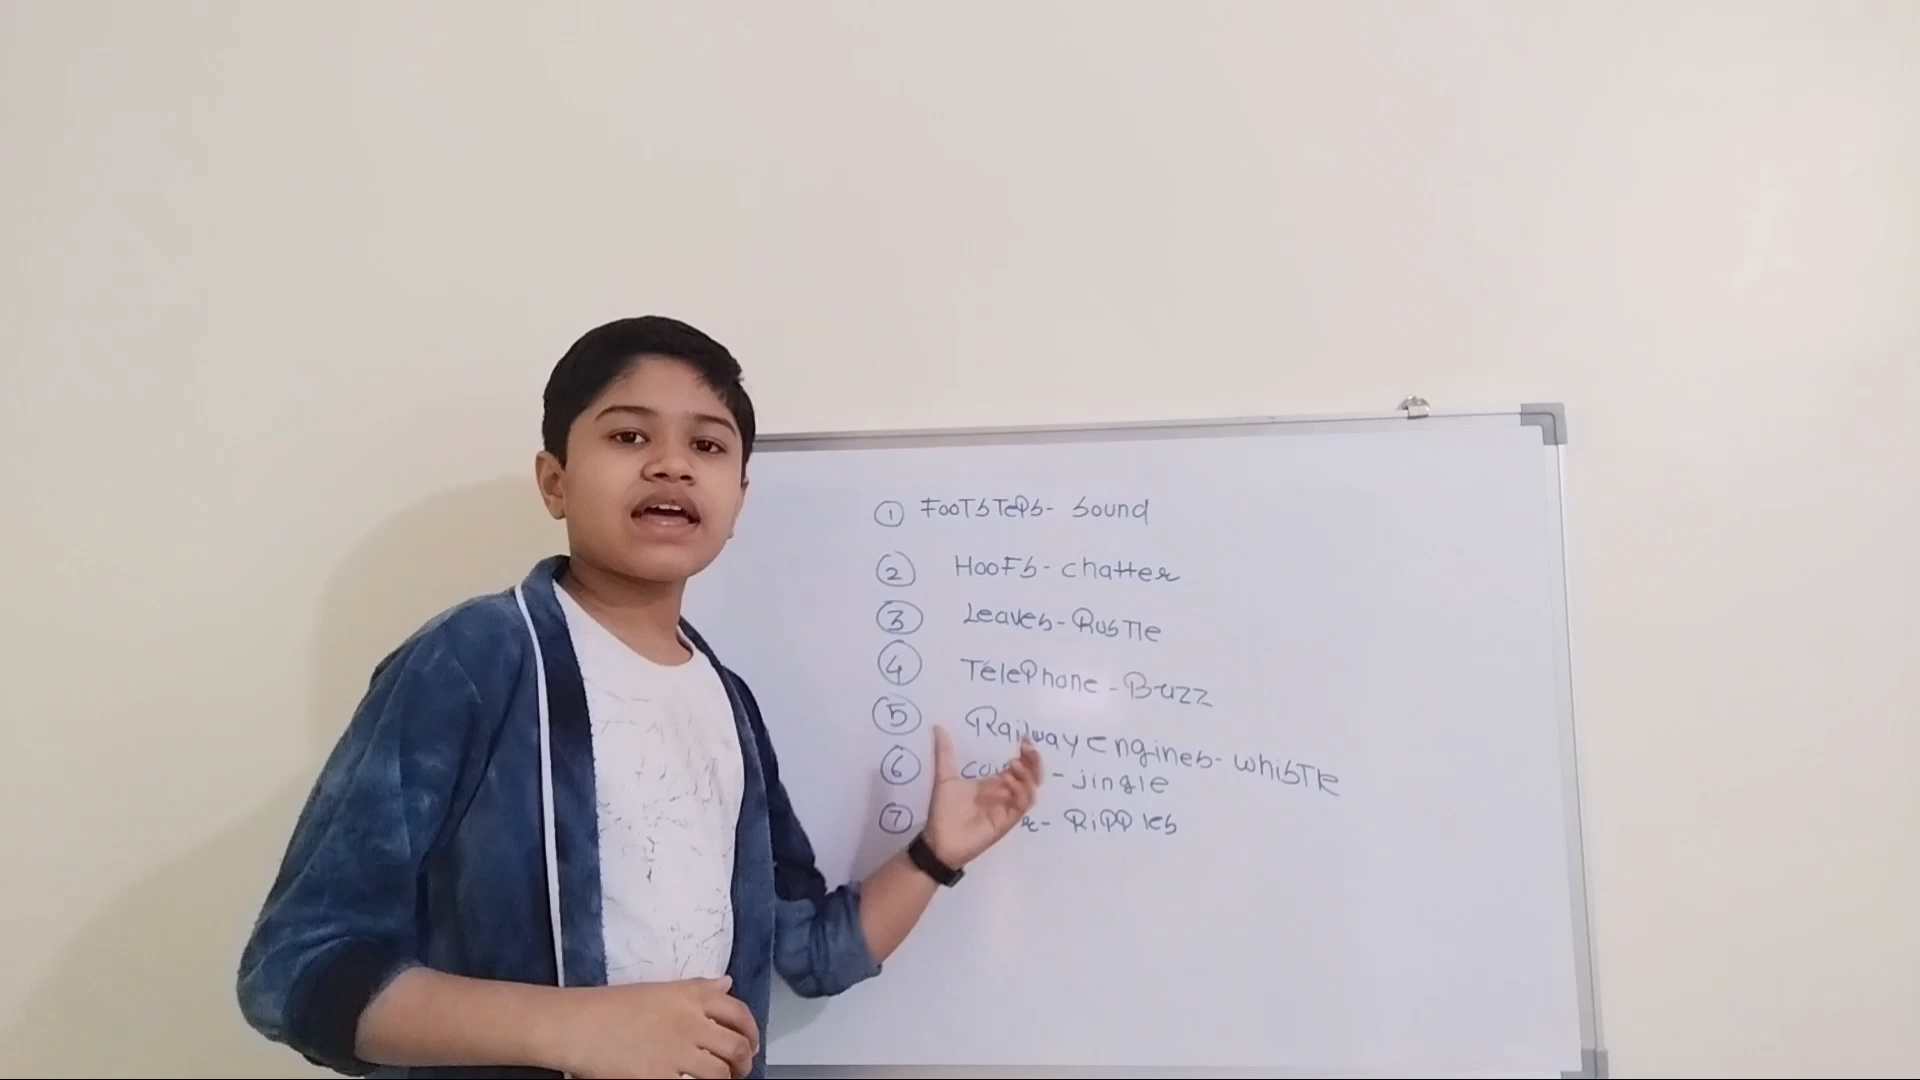 ① FooTsTePs- sound
② HooFs - chatter
③ Leaves - RusTle
④ TelePhone - Buzz
⑤ Railway Engines - whisTle
⑥ - jingle
⑦ - RiPPles